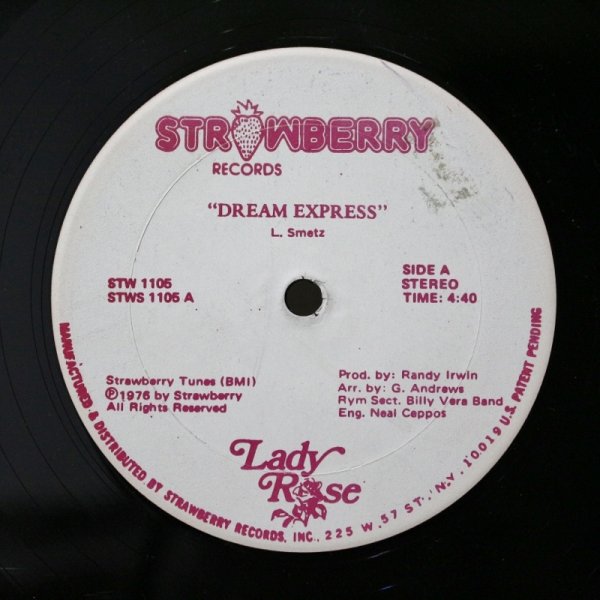 STRAWBERRY
RECORDS
"DREAM EXPRESS"
L. Smetz
STW 1105
STWS 1105 A
SIDE A
STEREO
TIME: 4:40
Strawberry Tunes (BMI)
Ⓟ1976 by Strawberry
All Rights Reserved
Prod. by: Randy Irwin
Arr. by: G. Andrews
Rym Sect. Billy Vera Band
Eng. Neal Ceppos
Lady
Rose
MANUFACTURED & DISTRIBUTED BY STRAWBERRY RECORDS, INC., 225 W. 57 ST., N.Y. 10019 U.S. PATENT PENDING